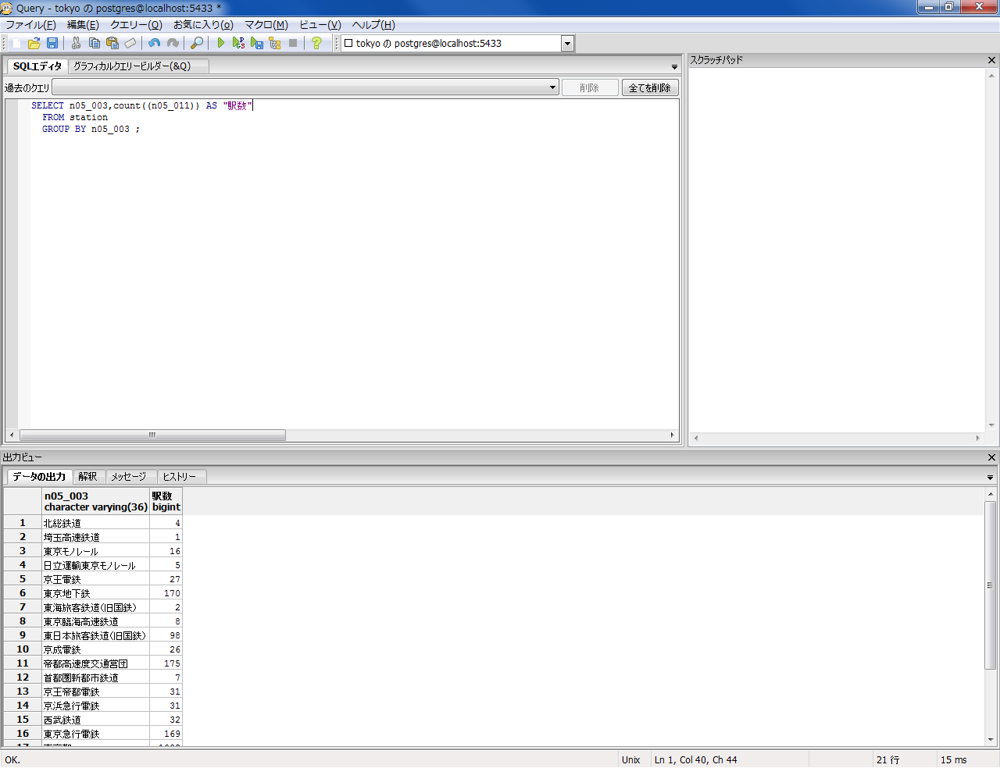 Query - tokyo の postgres@localhost:5433 *
ファイル(F) 編集(E) クエリー(Q) お気に入り(o) マクロ(M) ビュー(V) ヘルプ(H)
tokyo の postgres@localhost:5433
SQLエディタ グラフィカルクエリービルダー(&Q)
過去のクエリ 削除 全てを削除
SELECT n05_003,count((n05_011)) AS "駅数"
FROM station
GROUP BY n05_003 ;
スクラッチパッド
出力ビュー
データの出力 解釈 メッセージ ヒストリー
n05_003 駅数
character varying(36) bigint
1 北総鉄道 4
2 埼玉高速鉄道 1
3 東京モノレール 16
4 日立運輸東京モノレール 5
5 京王電鉄 27
6 東京地下鉄 170
7 東海旅客鉄道(旧国鉄) 2
8 東京臨海高速鉄道 8
9 東日本旅客鉄道(旧国鉄) 98
10 京成電鉄 26
11 帝都高速度交通営団 175
12 首都圏新都市鉄道 7
13 京王帝都電鉄 31
14 京浜急行電鉄 31
15 西武鉄道 32
16 東京急行電鉄 169
OK. Unix Ln 1, Col 40, Ch 44 21 行 15 ms